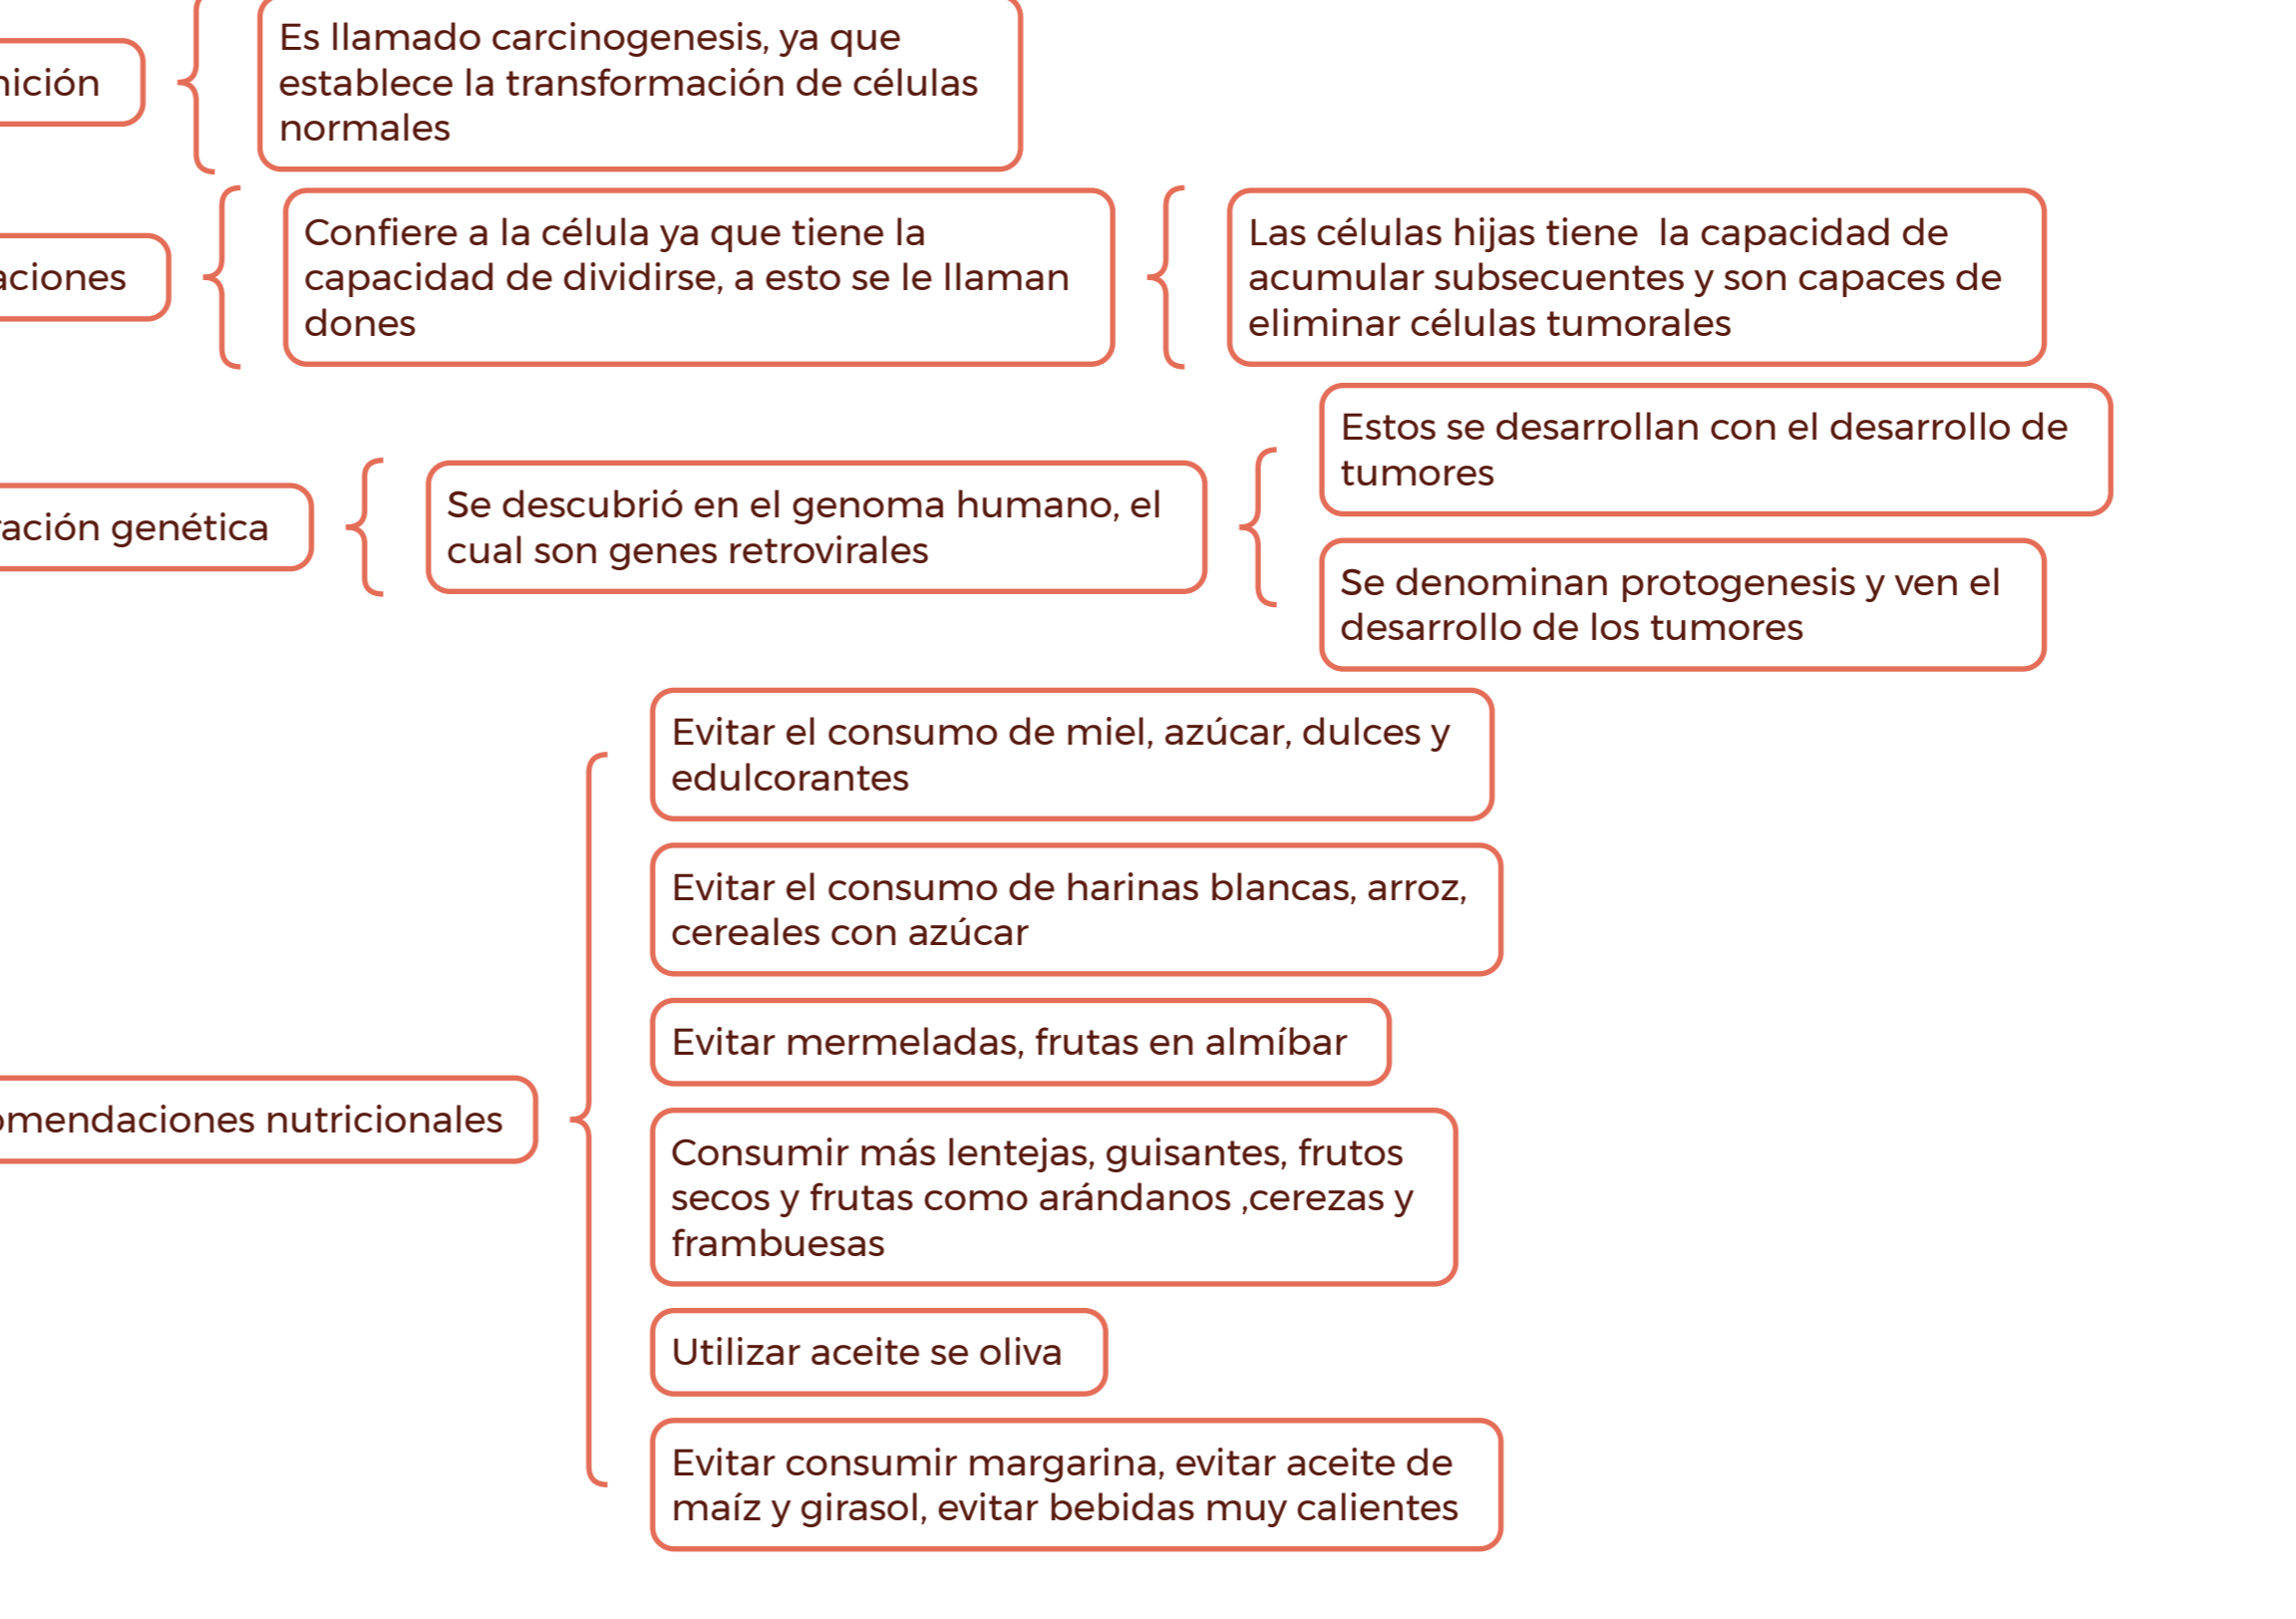 nición
Es llamado carcinogenesis, ya que
establece la transformación de células
normales
aciones
Confiere a la célula ya que tiene la
capacidad de dividirse, a esto se le llaman
dones
Las células hijas tiene  la capacidad de
acumular subsecuentes y son capaces de
eliminar células tumorales
ración genética
Se descubrió en el genoma humano, el
cual son genes retrovirales
Estos se desarrollan con el desarrollo de
tumores
Se denominan protogenesis y ven el
desarrollo de los tumores
omendaciones nutricionales
Evitar el consumo de miel, azúcar, dulces y
edulcorantes
Evitar el consumo de harinas blancas, arroz,
cereales con azúcar
Evitar mermeladas, frutas en almíbar
Consumir más lentejas, guisantes, frutos
secos y frutas como arándanos ,cerezas y
frambuesas
Utilizar aceite se oliva
Evitar consumir margarina, evitar aceite de
maíz y girasol, evitar bebidas muy calientes